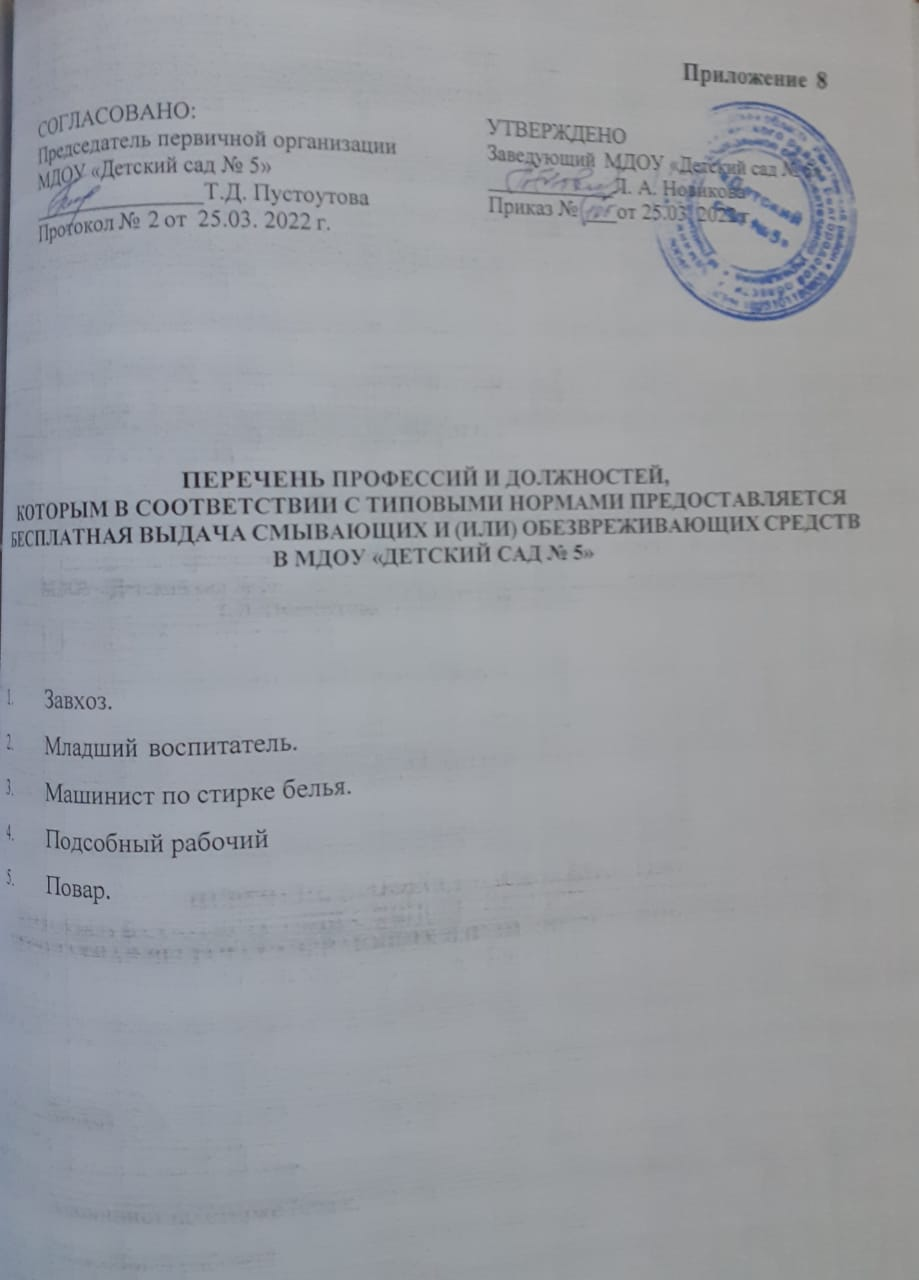 Приложение 8
СОГЛАСОВАНО:
Председатель первичной организации
МДОУ «Детский сад № 5»
Т.Д. Пустоутова
Протокол № 2 от 25.03. 2022 г.
УТВЕРЖДЕНО
Заведующий МДОУ «Детский сад № 5»
Л. А. Новикова
Приказ № от 25.03. 2022 г.
ПЕРЕЧЕНЬ ПРОФЕССИЙ И ДОЛЖНОСТЕЙ,
КОТОРЫМ В СООТВЕТСТВИИ С ТИПОВЫМИ НОРМАМИ ПРЕДОСТАВЛЯЕТСЯ
БЕСПЛАТНАЯ ВЫДАЧА СМЫВАЮЩИХ И (ИЛИ) ОБЕЗВРЕЖИВАЮЩИХ СРЕДСТВ
В МДОУ «ДЕТСКИЙ САД № 5»
1. Завхоз.
2. Младший воспитатель.
3. Машинист по стирке белья.
4. Подсобный рабочий
5. Повар.